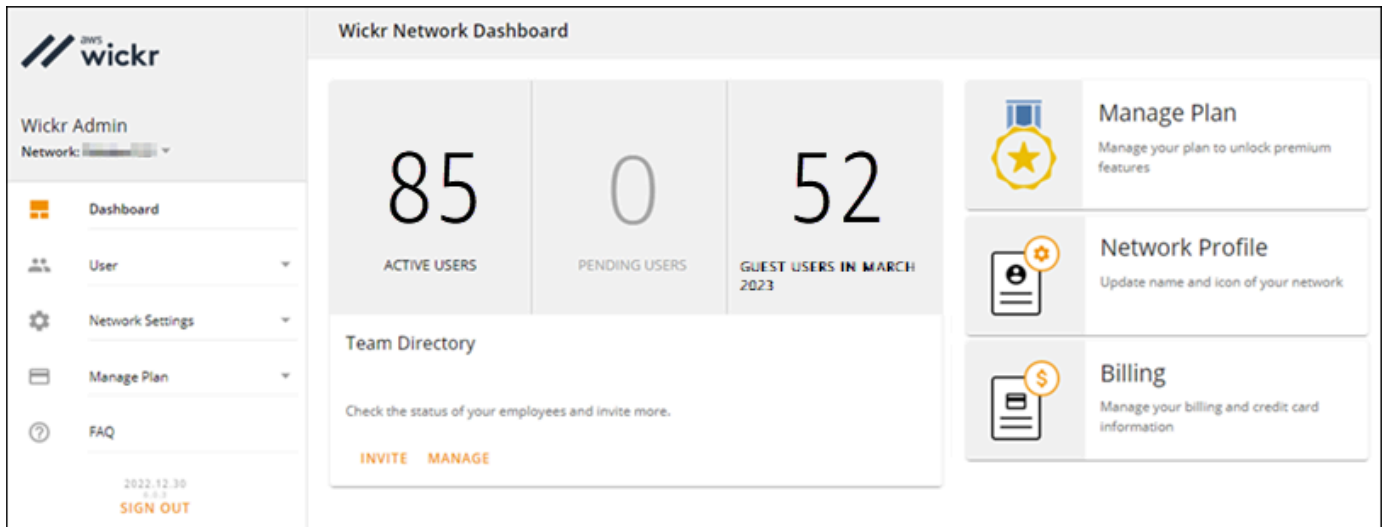 aws
wickr
Wickr Admin
Network:
Dashboard
User
Network Settings
Manage Plan
FAQ
2022.12.30
SIGN OUT
Wickr Network Dashboard
85
ACTIVE USERS
0
PENDING USERS
52
GUEST USERS IN MARCH
2023
Team Directory
Check the status of your employees and invite more.
INVITE MANAGE
Manage Plan
Manage your plan to unlock premium
features
Network Profile
Update name and icon of your network
Billing
Manage your billing and credit card
information